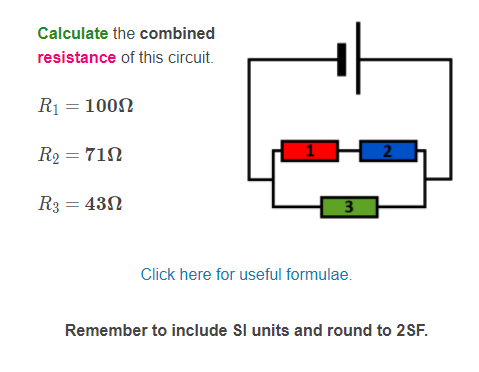 Calculate the combined
resistance of this circuit.
R₁ = 100Ω
R₂ = 71Ω
R₃ = 43Ω
1
2
3
Click here for useful formulae.
Remember to include SI units and round to 2SF.